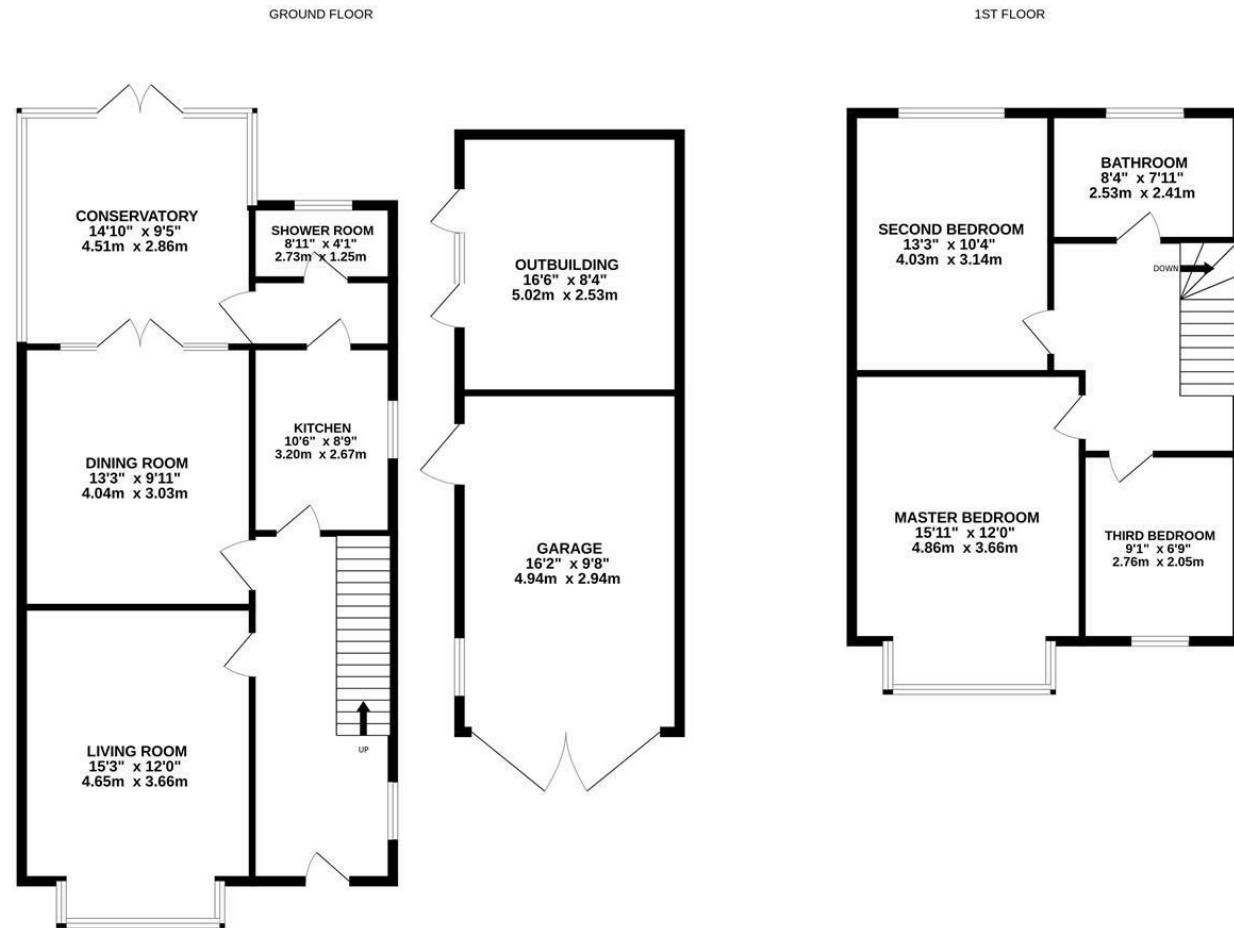 GROUND FLOOR
CONSERVATORY
14'10" x 9'5"
4.51m x 2.86m
SHOWER ROOM
8'11" x 4'1"
2.73m x 1.25m
OUTBUILDING
16'6" x 8'4"
5.02m x 2.53m
KITCHEN
10'6" x 8'9"
3.20m x 2.67m
DINING ROOM
13'3" x 9'11"
4.04m x 3.03m
GARAGE
16'2" x 9'8"
4.94m x 2.94m
LIVING ROOM
15'3" x 12'0"
4.65m x 3.66m
UP
1ST FLOOR
BATHROOM
8'4" x 7'11"
2.53m x 2.41m
SECOND BEDROOM
13'3" x 10'4"
4.03m x 3.14m
DOWN
MASTER BEDROOM
15'11" x 12'0"
4.86m x 3.66m
THIRD BEDROOM
9'1" x 6'9"
2.76m x 2.05m